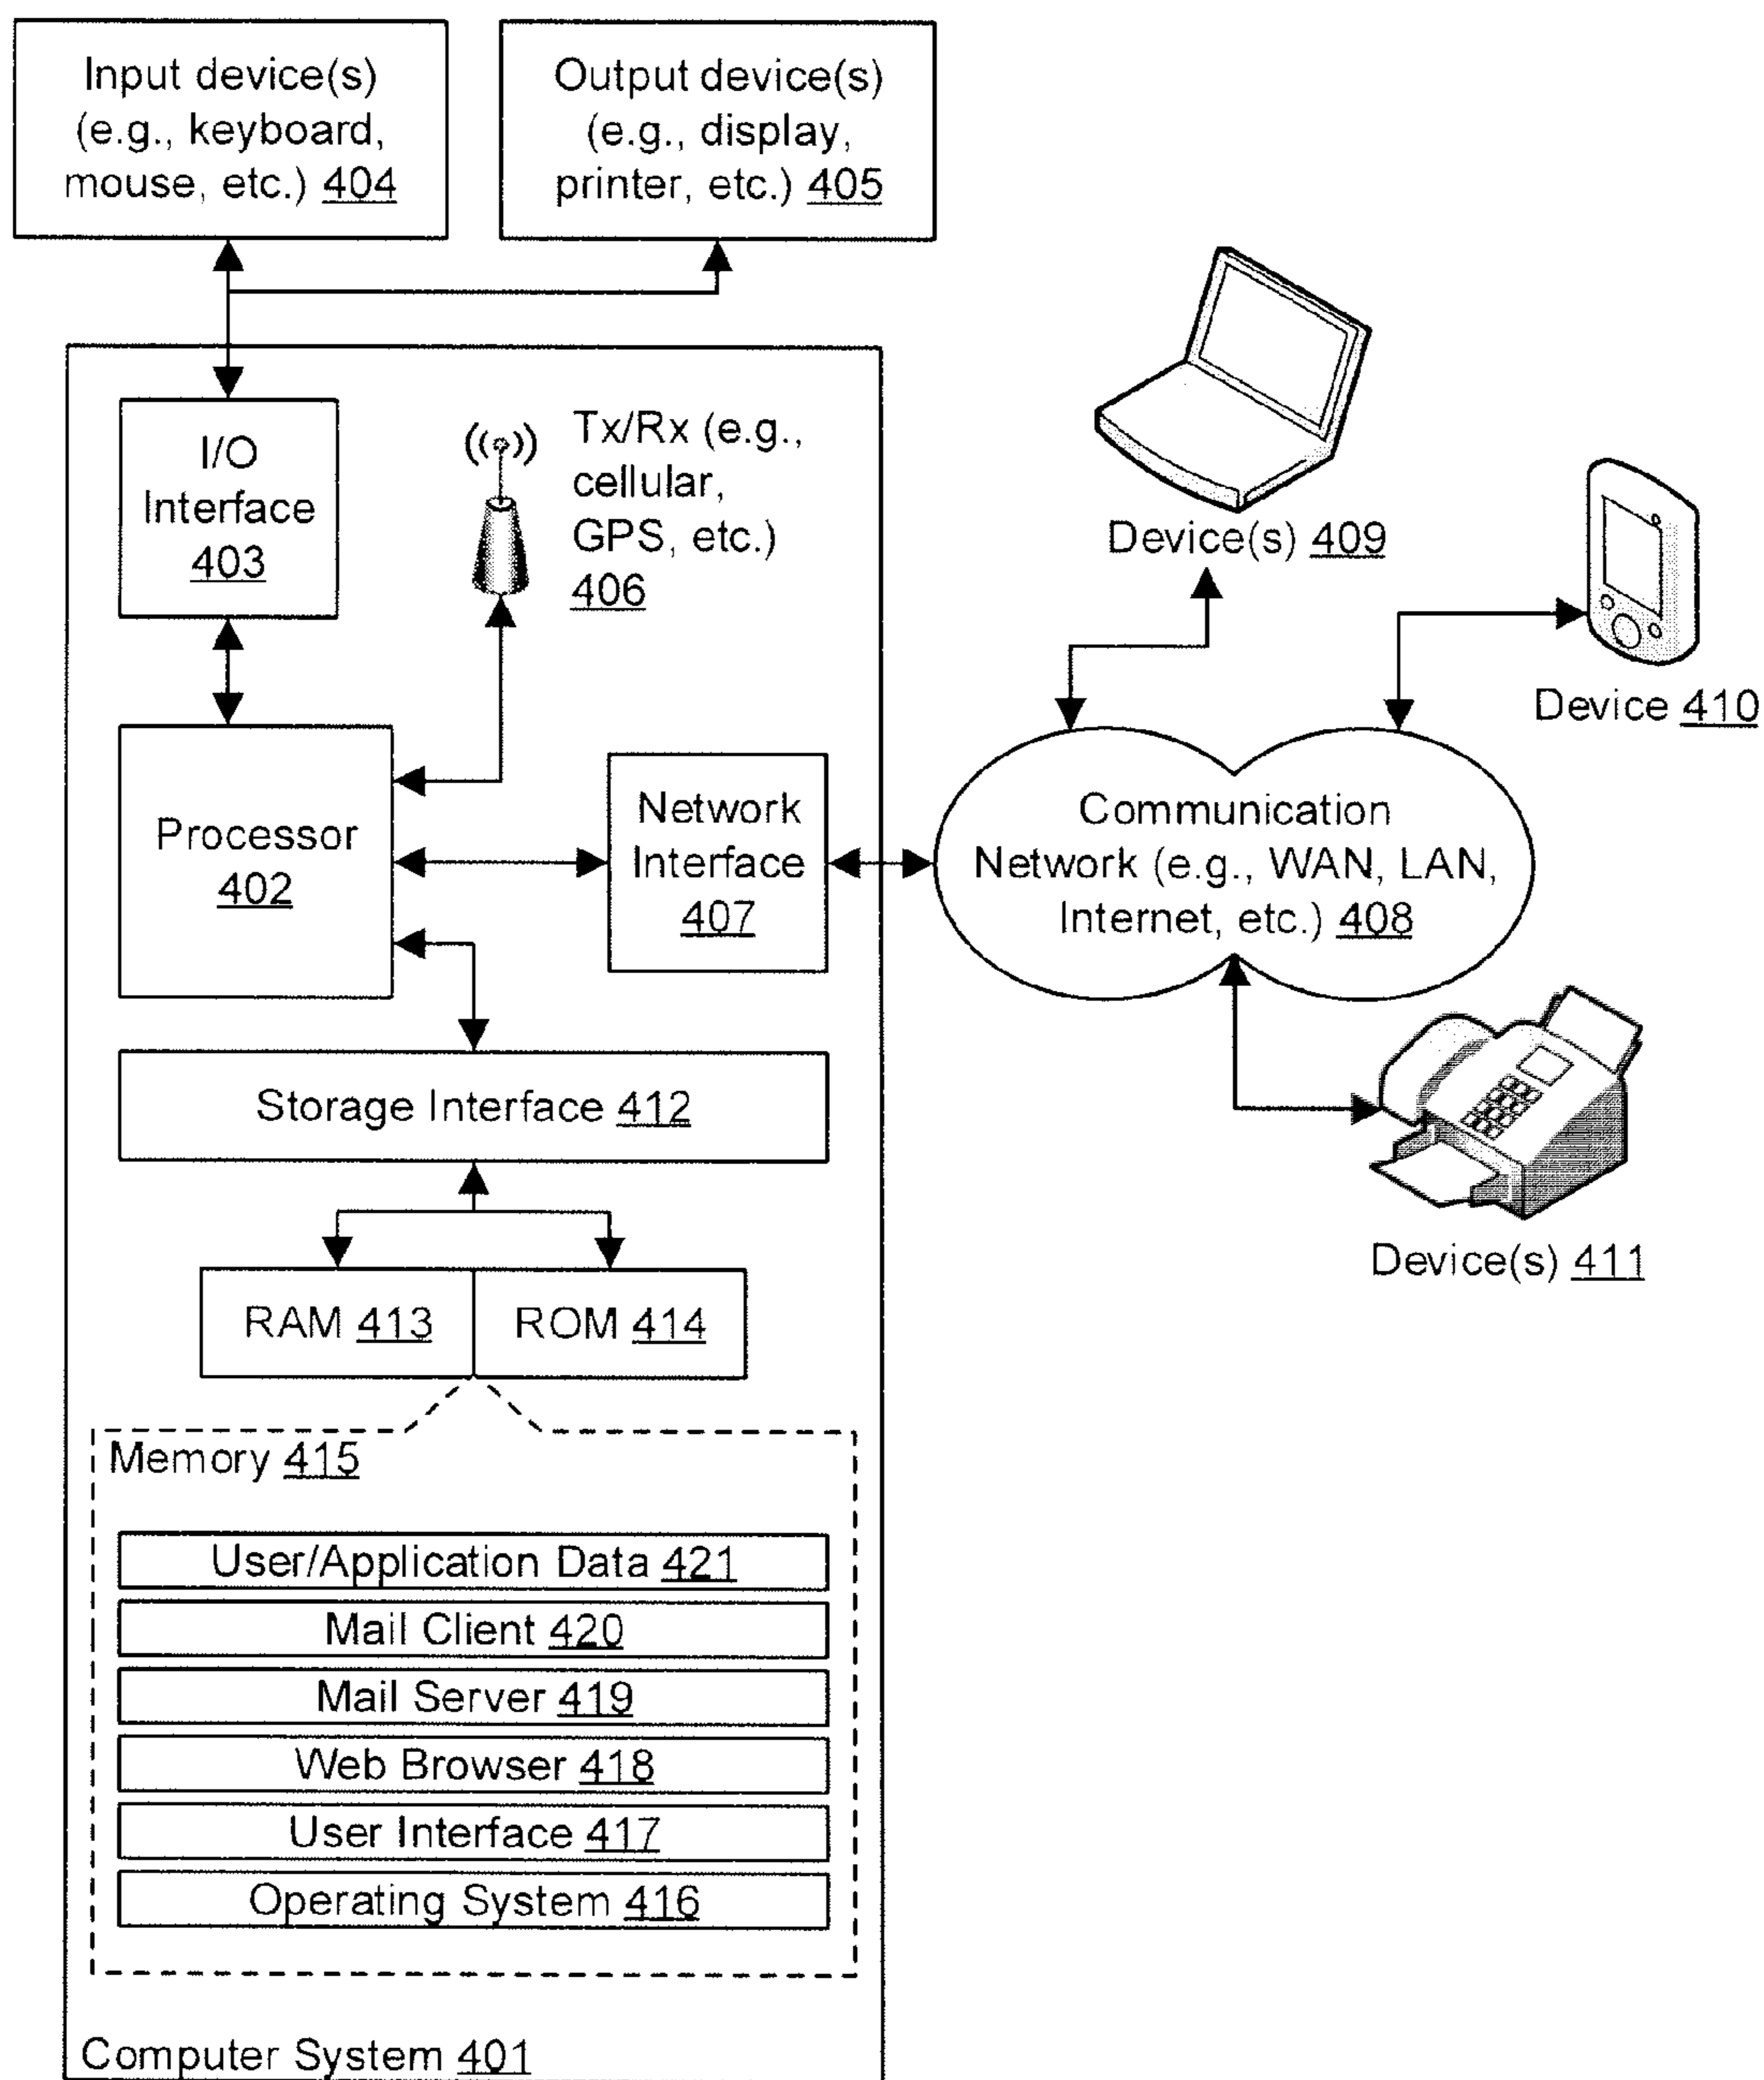 Input device(s)
(e.g., keyboard,
mouse, etc.) 404
Output device(s)
(e.g., display,
printer, etc.) 405
I/O
Interface
403
Tx/Rx (e.g.,
cellular,
GPS, etc.)
406
Device(s) 409
Device 410
Processor
402
Network
Interface
407
Communication
Network (e.g., WAN, LAN,
Internet, etc.) 408
Storage Interface 412
Device(s) 411
RAM 413
ROM 414
Memory 415
User/Application Data 421
Mail Client 420
Mail Server 419
Web Browser 418
User Interface 417
Operating System 416
Computer System 401